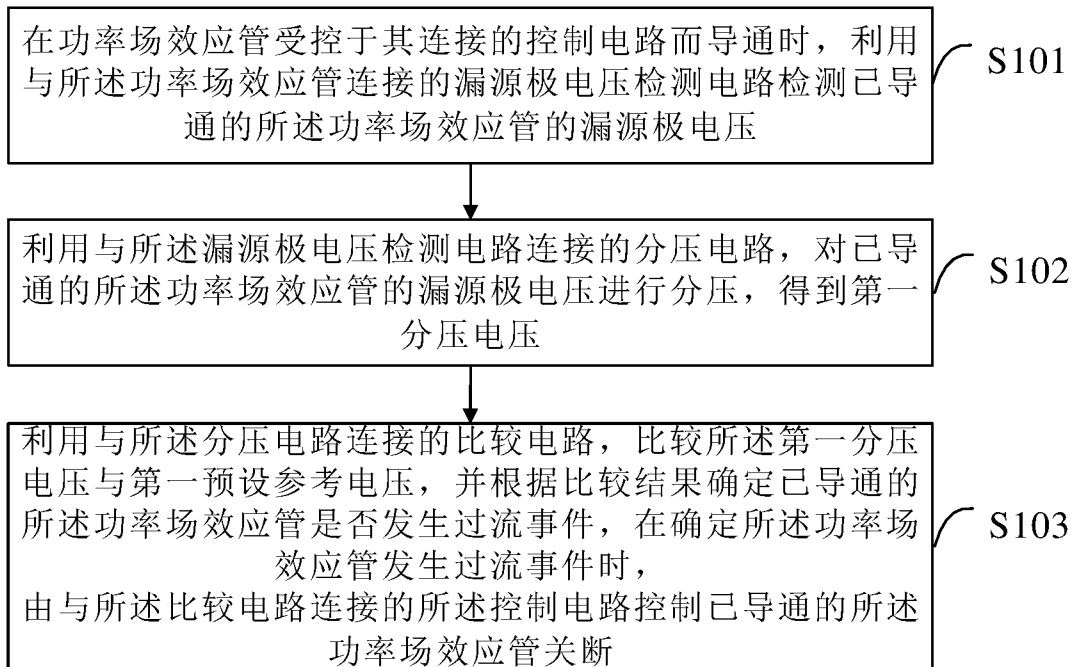 在功率场效应管受控于其连接的控制电路而导通时，利用
与所述功率场效应管连接的漏源极电压检测电路检测已导
通的所述功率场效应管的漏源极电压
S101
利用与所述漏源极电压检测电路连接的分压电路，对已导
通的所述功率场效应管的漏源极电压进行分压，得到第一
分压电压
S102
利用与所述分压电路连接的比较电路，比较所述第一分压
电压与第一预设参考电压，并根据比较结果确定已导通的
所述功率场效应管是否发生过流事件，在确定所述功率场
效应管发生过流事件时，
由与所述比较电路连接的所述控制电路控制已导通的所述
功率场效应管关断
S103